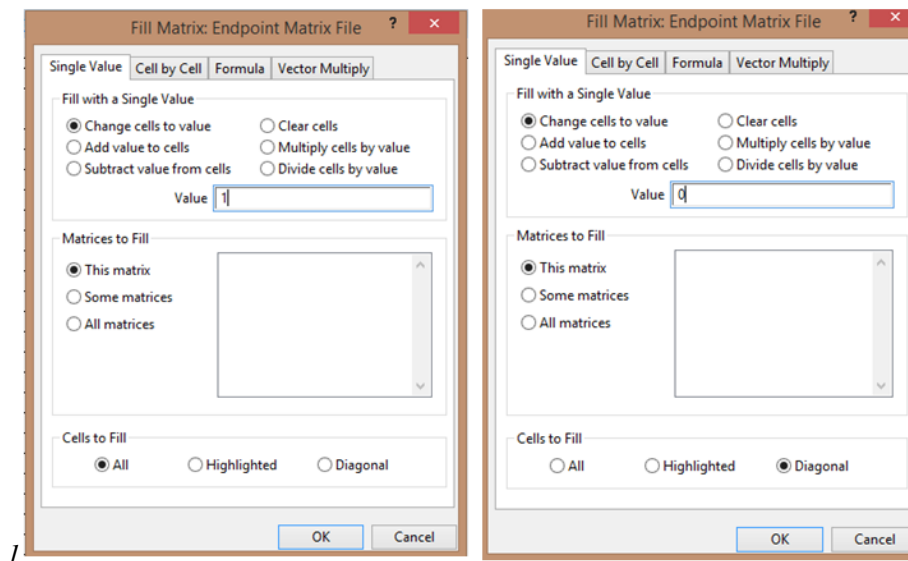 Fill Matrix: Endpoint Matrix File ?
Single Value Cell by Cell Formula Vector Multiply
Fill with a Single Value
Change cells to value Clear cells
Add value to cells Multiply cells by value
Subtract value from cells Divide cells by value
Value 1
Matrices to Fill
This matrix
Some matrices
All matrices
Cells to Fill
All Highlighted Diagonal
OK Cancel
Fill Matrix: Endpoint Matrix File ?
Single Value Cell by Cell Formula Vector Multiply
Fill with a Single Value
Change cells to value Clear cells
Add value to cells Multiply cells by value
Subtract value from cells Divide cells by value
Value 0
Matrices to Fill
This matrix
Some matrices
All matrices
Cells to Fill
All Highlighted Diagonal
OK Cancel